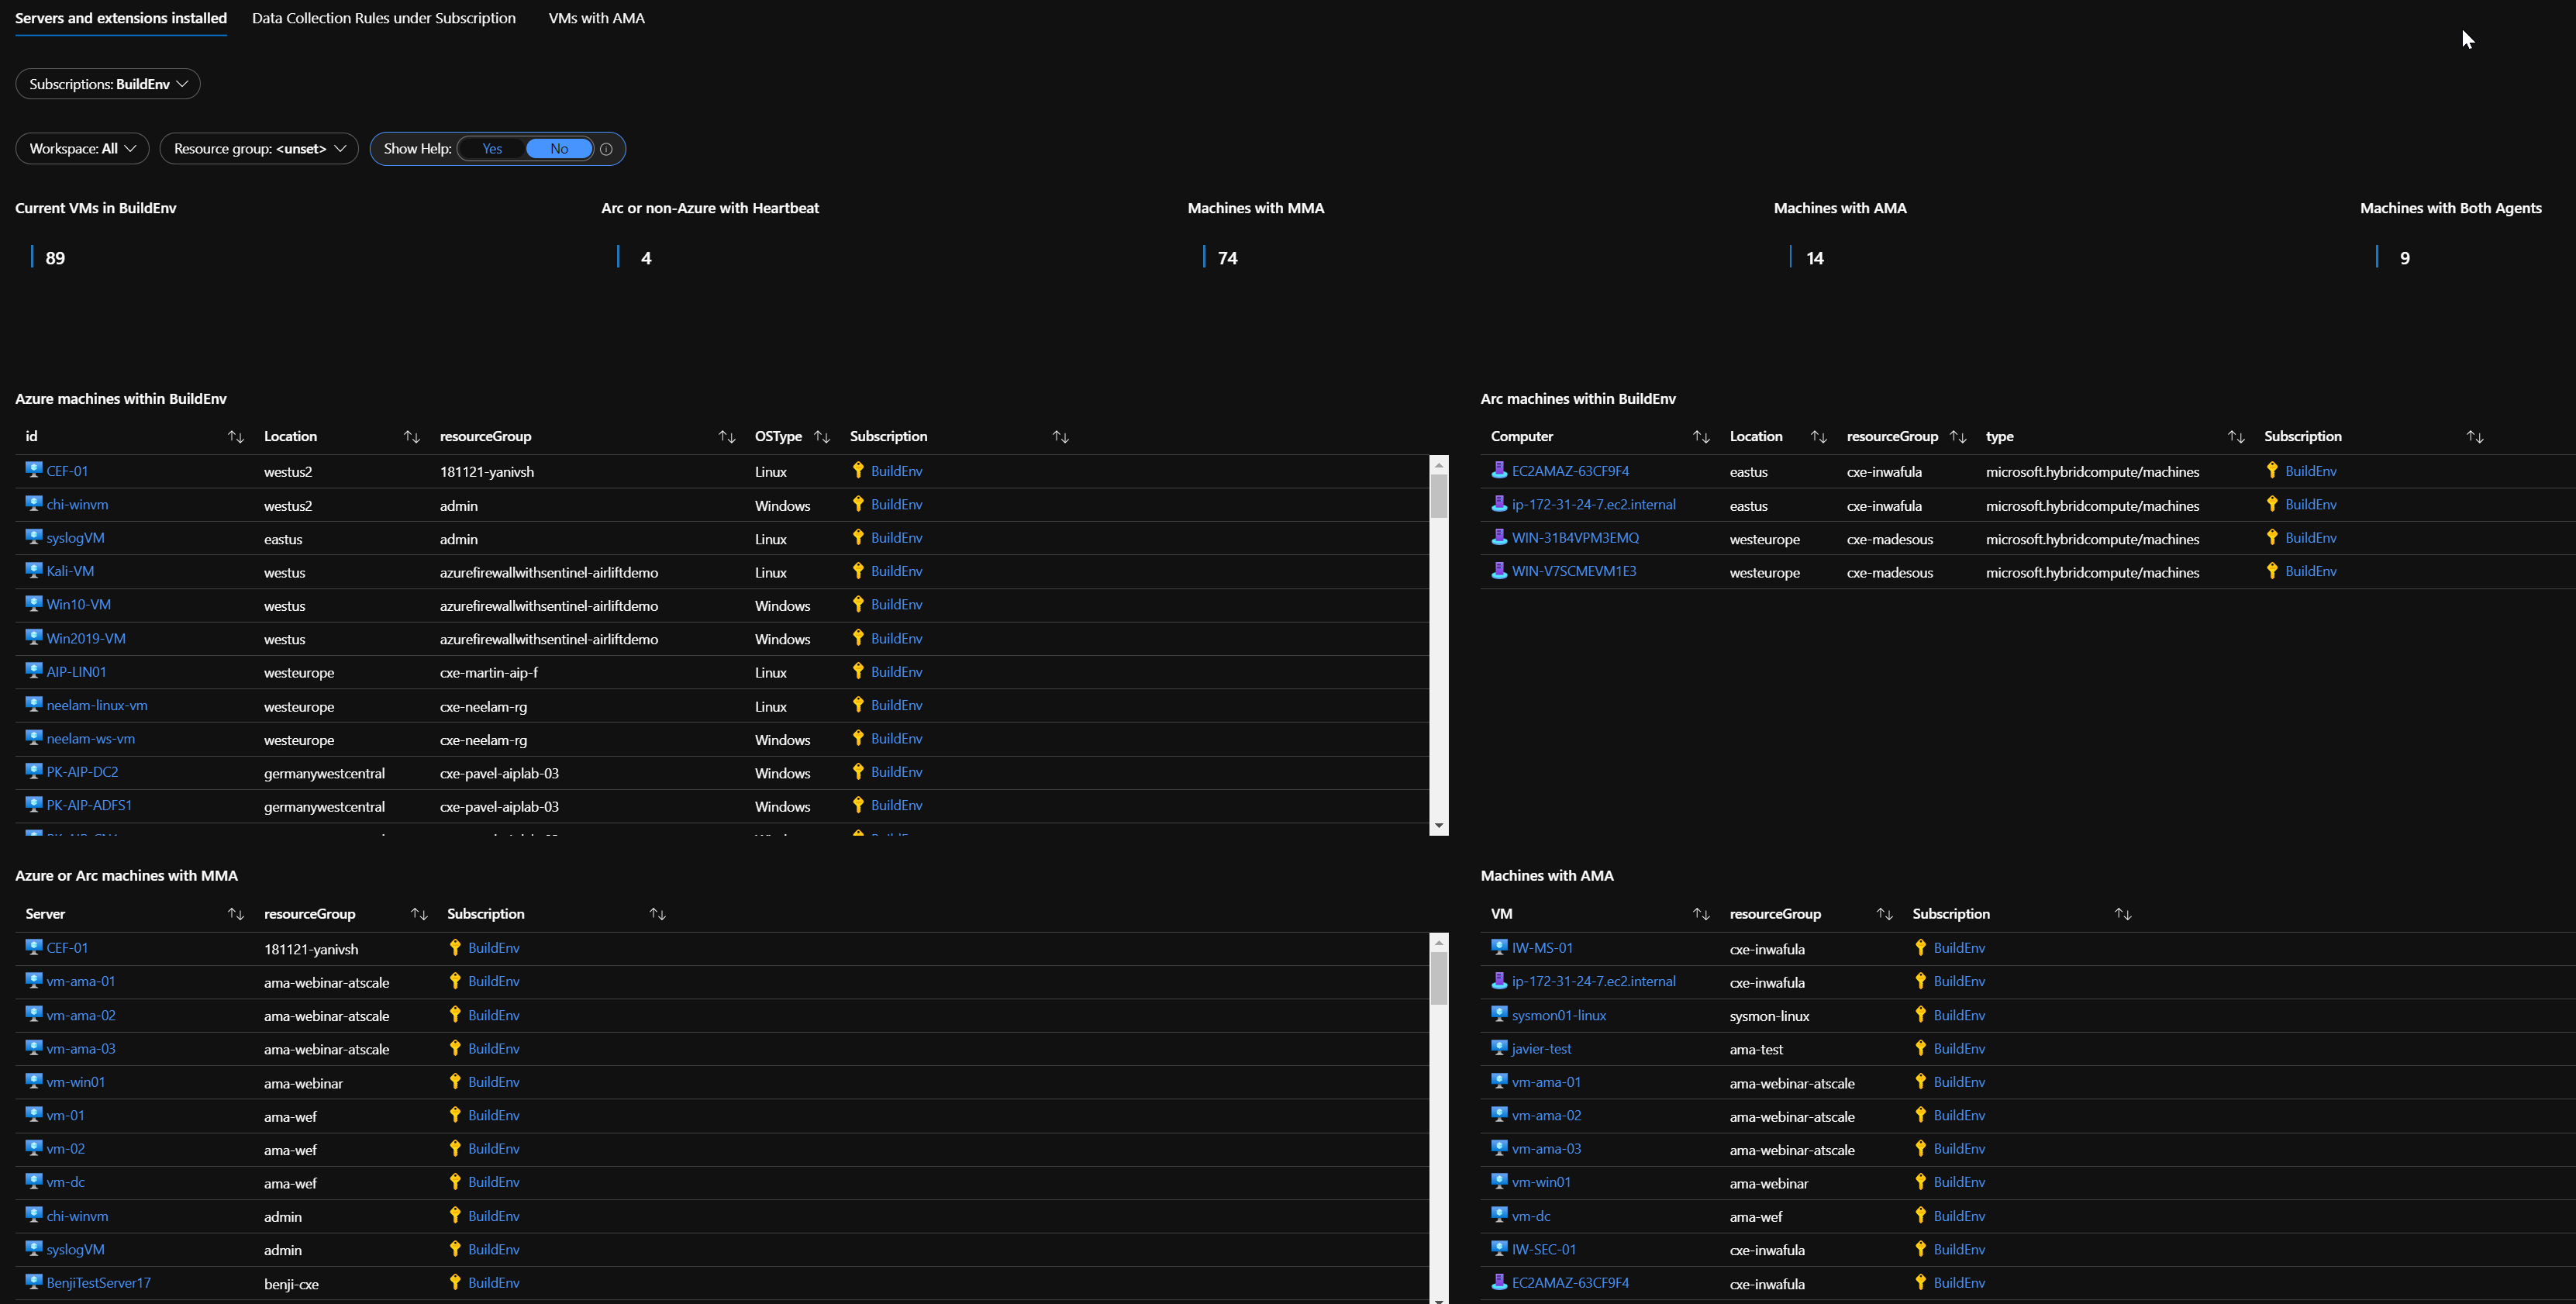 Servers and extensions installed Data Collection Rules under Subscription VMs with AMA
Subscriptions: BuildEnv
Workspace: All Resource group: <unset> Show Help: Yes No
Current VMs in BuildEnv Arc or non-Azure with Heartbeat Machines with MMA Machines with AMA Machines with Both Agents
89 4 74 14 9
Azure machines within BuildEnv
id Location resourceGroup OSType Subscription
CEF-01 westus2 181121-yanivsh Linux BuildEnv
chi-winvm westus2 admin Windows BuildEnv
syslogVM eastus admin Linux BuildEnv
Kali-VM westus azurefirewallwithsentinel-airliftdemo Linux BuildEnv
Win10-VM westus azurefirewallwithsentinel-airliftdemo Windows BuildEnv
Win2019-VM westus azurefirewallwithsentinel-airliftdemo Windows BuildEnv
AIP-LIN01 westeurope cxe-martin-aip-f Linux BuildEnv
neelam-linux-vm westeurope cxe-neelam-rg Linux BuildEnv
neelam-ws-vm westeurope cxe-neelam-rg Windows BuildEnv
PK-AIP-DC2 germanywestcentral cxe-pavel-aiplab-03 Windows BuildEnv
PK-AIP-ADFS1 germanywestcentral cxe-pavel-aiplab-03 Windows BuildEnv
Arc machines within BuildEnv
Computer Location resourceGroup type Subscription
EC2AMAZ-63CF9F4 eastus cxe-inwafula microsoft.hybridcompute/machines BuildEnv
ip-172-31-24-7.ec2.internal eastus cxe-inwafula microsoft.hybridcompute/machines BuildEnv
WIN-31B4VPM3EMQ westeurope cxe-madesous microsoft.hybridcompute/machines BuildEnv
WIN-V7SCMEVM1E3 westeurope cxe-madesous microsoft.hybridcompute/machines BuildEnv
Azure or Arc machines with MMA
Server resourceGroup Subscription
CEF-01 181121-yanivsh BuildEnv
vm-ama-01 ama-webinar-atscale BuildEnv
vm-ama-02 ama-webinar-atscale BuildEnv
vm-ama-03 ama-webinar-atscale BuildEnv
vm-win01 ama-webinar BuildEnv
vm-01 ama-wef BuildEnv
vm-02 ama-wef BuildEnv
vm-dc ama-wef BuildEnv
chi-winvm admin BuildEnv
syslogVM admin BuildEnv
BenjiTestServer17 benji-cxe BuildEnv
Machines with AMA
VM resourceGroup Subscription
IW-MS-01 cxe-inwafula BuildEnv
ip-172-31-24-7.ec2.internal cxe-inwafula BuildEnv
sysmon01-linux sysmon-linux BuildEnv
javier-test ama-test BuildEnv
vm-ama-01 ama-webinar-atscale BuildEnv
vm-ama-02 ama-webinar-atscale BuildEnv
vm-ama-03 ama-webinar-atscale BuildEnv
vm-win01 ama-webinar BuildEnv
vm-dc ama-wef BuildEnv
IW-SEC-01 cxe-inwafula BuildEnv
EC2AMAZ-63CF9F4 cxe-inwafula BuildEnv